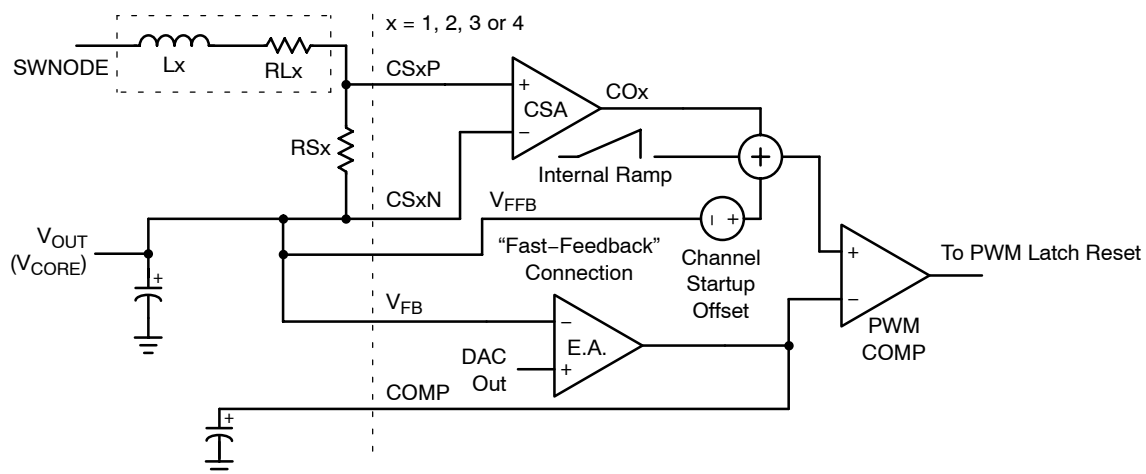 x = 1, 2, 3 or 4
SWNODE
Lx
RLx
CSxP
+
CSA
−
COx
RSx
Internal Ramp
+
CSxN
VFFB
− +
VOUT
(VCORE)
+
“Fast−Feedback”
Connection
Channel
Startup
Offset
+
−
To PWM Latch Reset
PWM
COMP
VFB
−
E.A.
+
DAC
Out
COMP
+